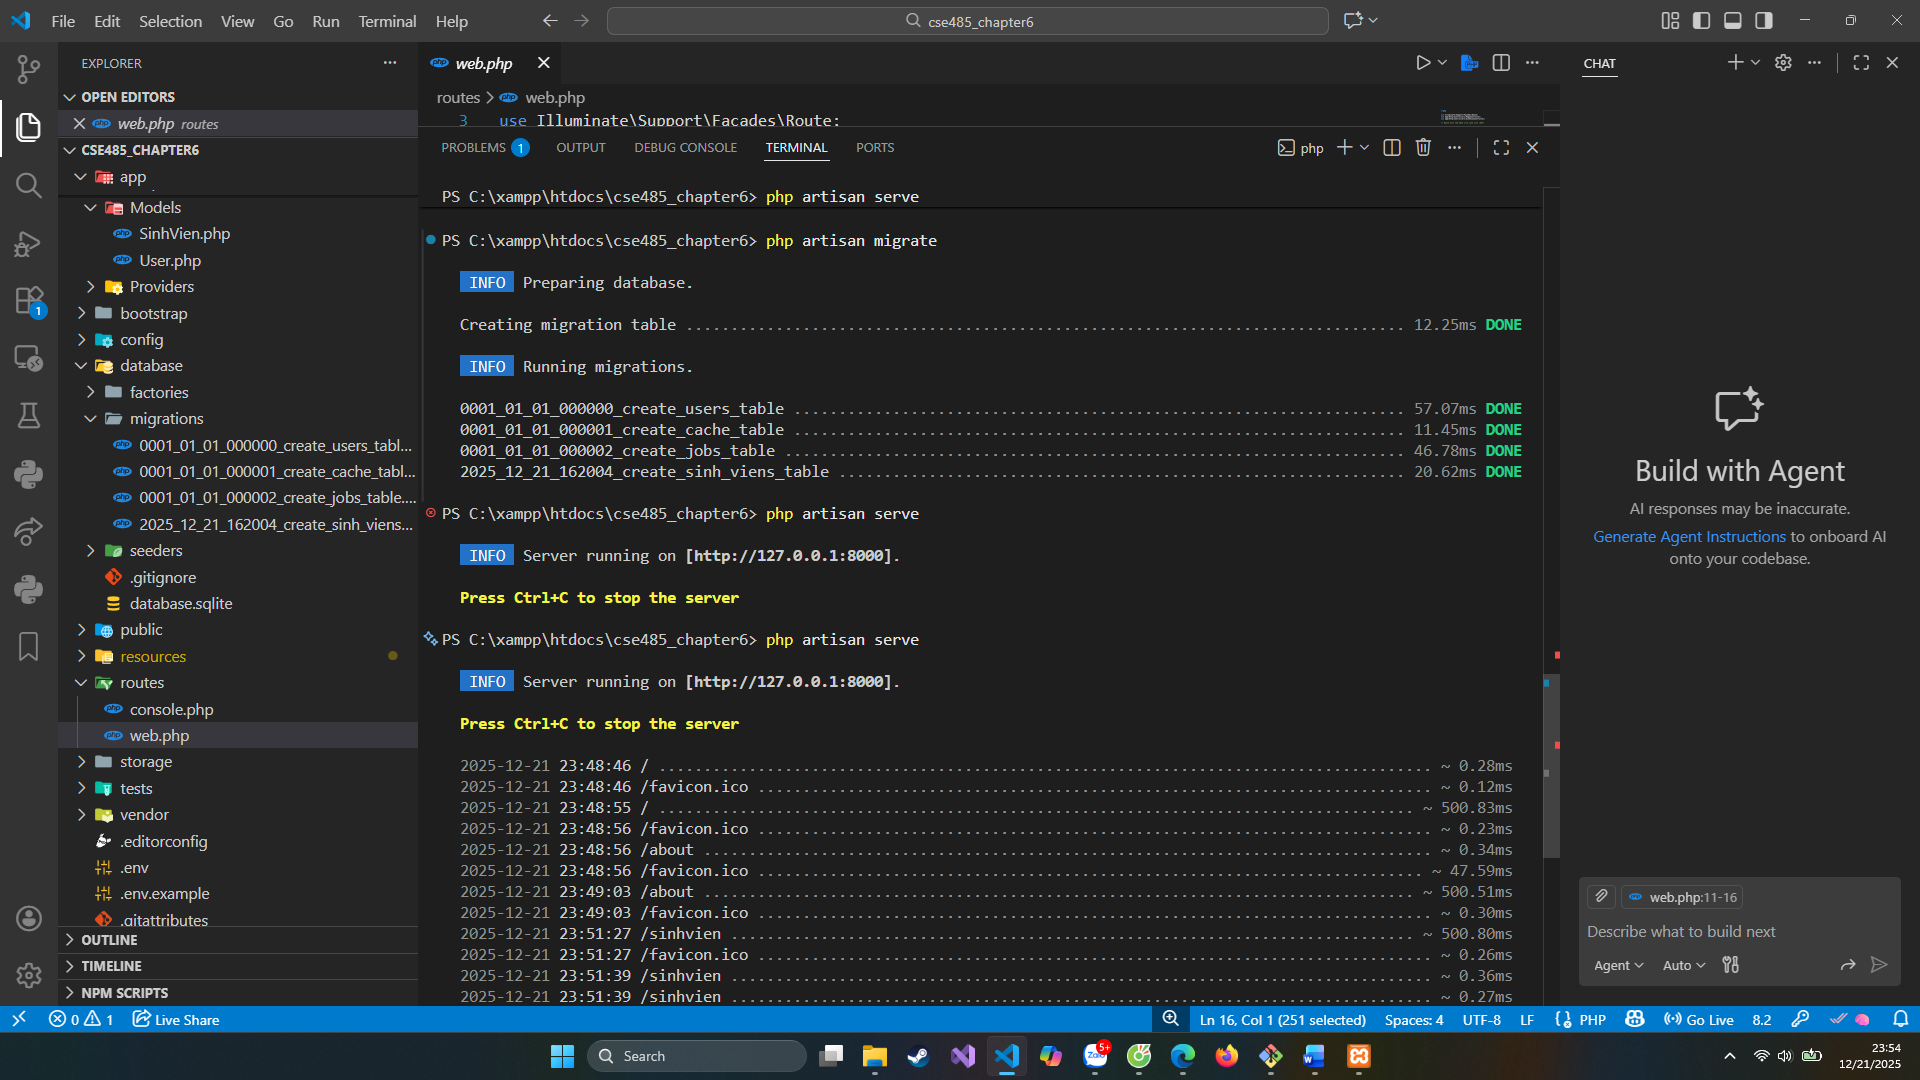 File Edit Selection View Go Run Terminal Help
cse485_chapter6
EXPLORER
OPEN EDITORS
web.php routes
CSE485_CHAPTER6
app
Models
SinhVien.php
User.php
Providers
bootstrap
config
database
factories
migrations
0001_01_01_000000_create_users_tabl...
0001_01_01_000001_create_cache_tabl...
0001_01_01_000002_create_jobs_table....
2025_12_21_162004_create_sinh_viens...
seeders
.gitignore
database.sqlite
public
resources
routes
console.php
web.php
storage
tests
vendor
.editorconfig
.env
.env.example
.gitattributes
OUTLINE
TIMELINE
NPM SCRIPTS
1
web.php
routes > web.php
3 use Illuminate\Support\Facades\Route;
PROBLEMS 1 OUTPUT DEBUG CONSOLE TERMINAL PORTS
php
PS C:\xampp\htdocs\cse485_chapter6> php artisan serve
PS C:\xampp\htdocs\cse485_chapter6> php artisan migrate
INFO Preparing database.
Creating migration table ................................................................................ 12.25ms DONE
INFO Running migrations.
0001_01_01_000000_create_users_table .................................................................... 57.07ms DONE
0001_01_01_000001_create_cache_table .................................................................... 11.45ms DONE
0001_01_01_000002_create_jobs_table ..................................................................... 46.78ms DONE
2025_12_21_162004_create_sinh_viens_table ............................................................... 20.62ms DONE
PS C:\xampp\htdocs\cse485_chapter6> php artisan serve
INFO Server running on [http://127.0.0.1:8000].
Press Ctrl+C to stop the server
PS C:\xampp\htdocs\cse485_chapter6> php artisan serve
INFO Server running on [http://127.0.0.1:8000].
Press Ctrl+C to stop the server
2025-12-21 23:48:46 / ...................................................................................... ~ 0.28ms
2025-12-21 23:48:46 /favicon.ico ........................................................................... ~ 0.12ms
2025-12-21 23:48:55 / .................................................................................... ~ 500.83ms
2025-12-21 23:48:56 /favicon.ico ........................................................................... ~ 0.23ms
2025-12-21 23:48:56 /about ................................................................................. ~ 0.34ms
2025-12-21 23:48:56 /favicon.ico .......................................................................... ~ 47.59ms
2025-12-21 23:49:03 /about ............................................................................... ~ 500.51ms
2025-12-21 23:49:03 /favicon.ico ........................................................................... ~ 0.30ms
2025-12-21 23:51:27 /sinhvien ............................................................................ ~ 500.80ms
2025-12-21 23:51:27 /favicon.ico ........................................................................... ~ 0.26ms
2025-12-21 23:51:39 /sinhvien .............................................................................. ~ 0.36ms
2025-12-21 23:51:39 /sinhvien .............................................................................. ~ 0.27ms
CHAT
Build with Agent
AI responses may be inaccurate.
Generate Agent Instructions to onboard AI
onto your codebase.
web.php:11-16
Describe what to build next
Agent Auto
0 1 Live Share
Ln 16, Col 1 (251 selected) Spaces: 4 UTF-8 LF PHP Go Live 8.2
Search
Zalo 5+
23:54
12/21/2025